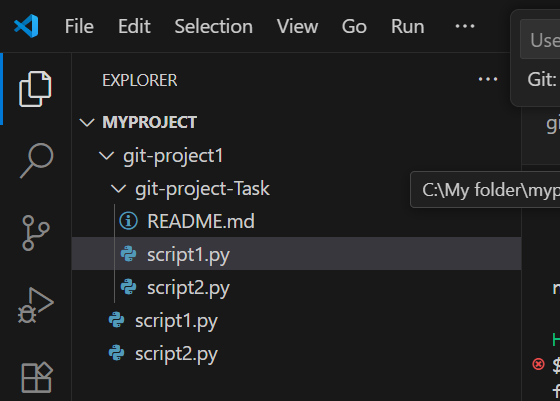 File Edit Selection View Go Run ...
Use
Git:
EXPLORER ...
MYPROJECT
git-project1
git-project-Task
C:\My folder\myp
README.md
script1.py
script2.py
script1.py
script2.py
$